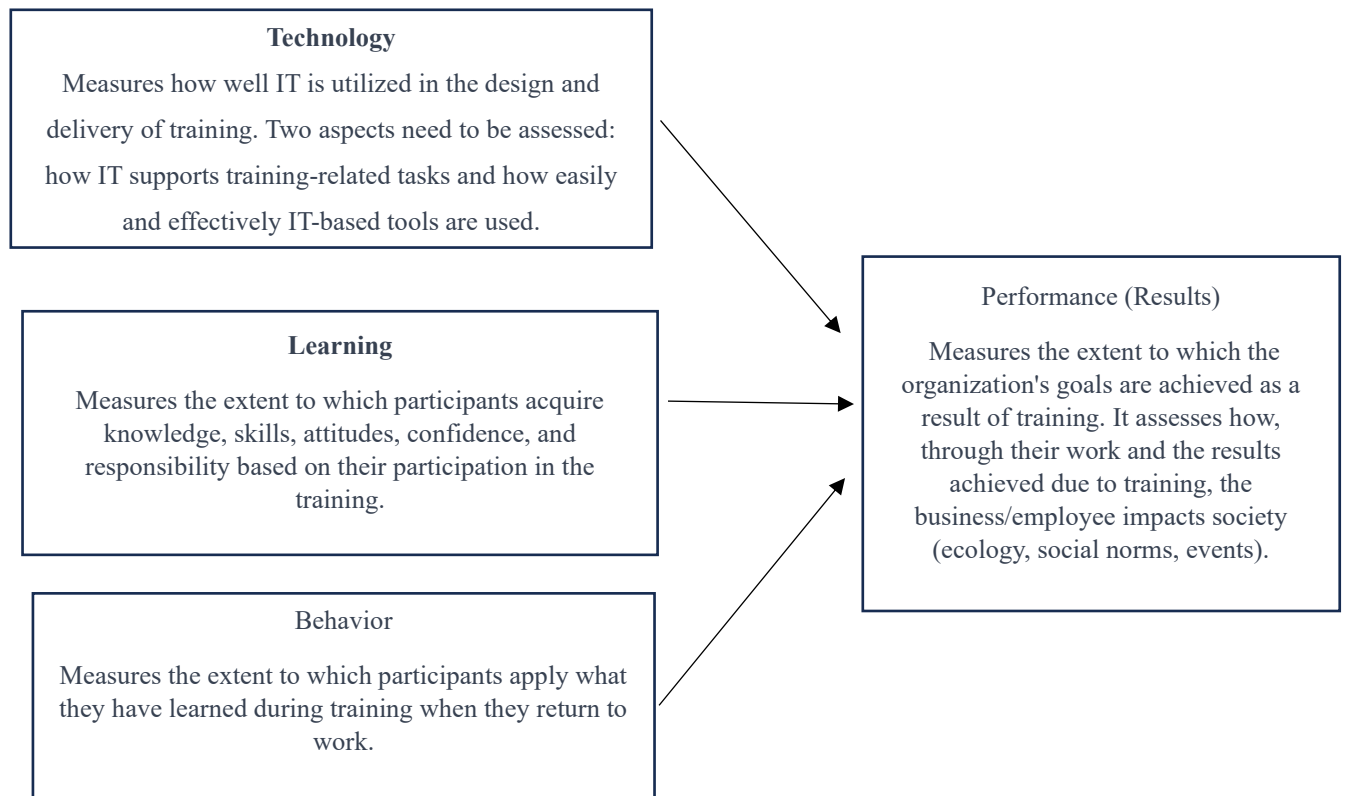 Technology
Measures how well IT is utilized in the design and
delivery of training. Two aspects need to be assessed:
how IT supports training-related tasks and how easily
and effectively IT-based tools are used.
Learning
Measures the extent to which participants acquire
knowledge, skills, attitudes, confidence, and
responsibility based on their participation in the
training.
Behavior
Measures the extent to which participants apply what
they have learned during training when they return to
work.
Performance (Results)
Measures the extent to which the
organization's goals are achieved as a
result of training. It assesses how,
through their work and the results
achieved due to training, the
business/employee impacts society
(ecology, social norms, events).